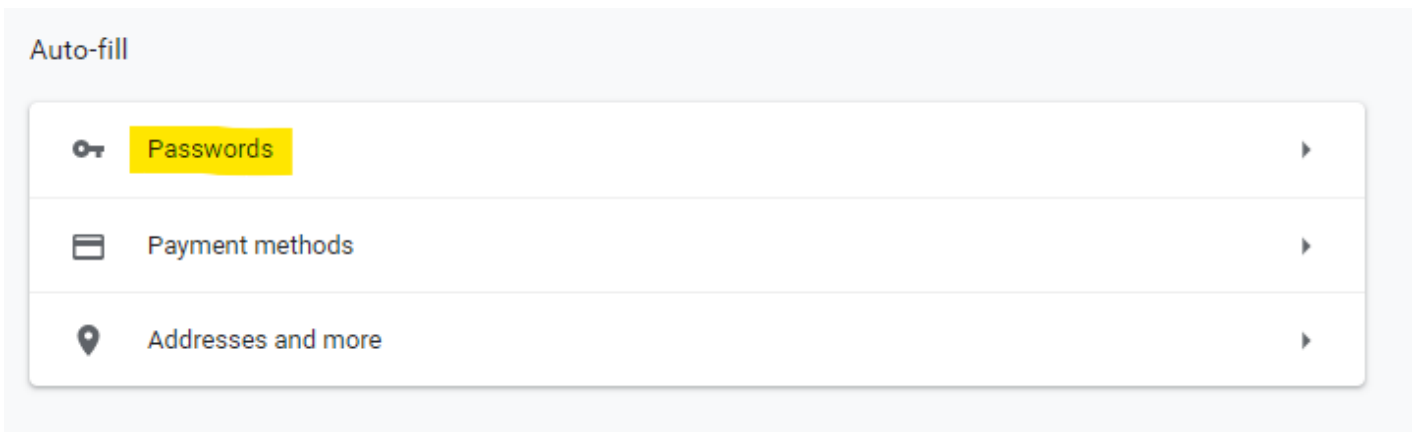 Auto-fill
Passwords
Payment methods
Addresses and more